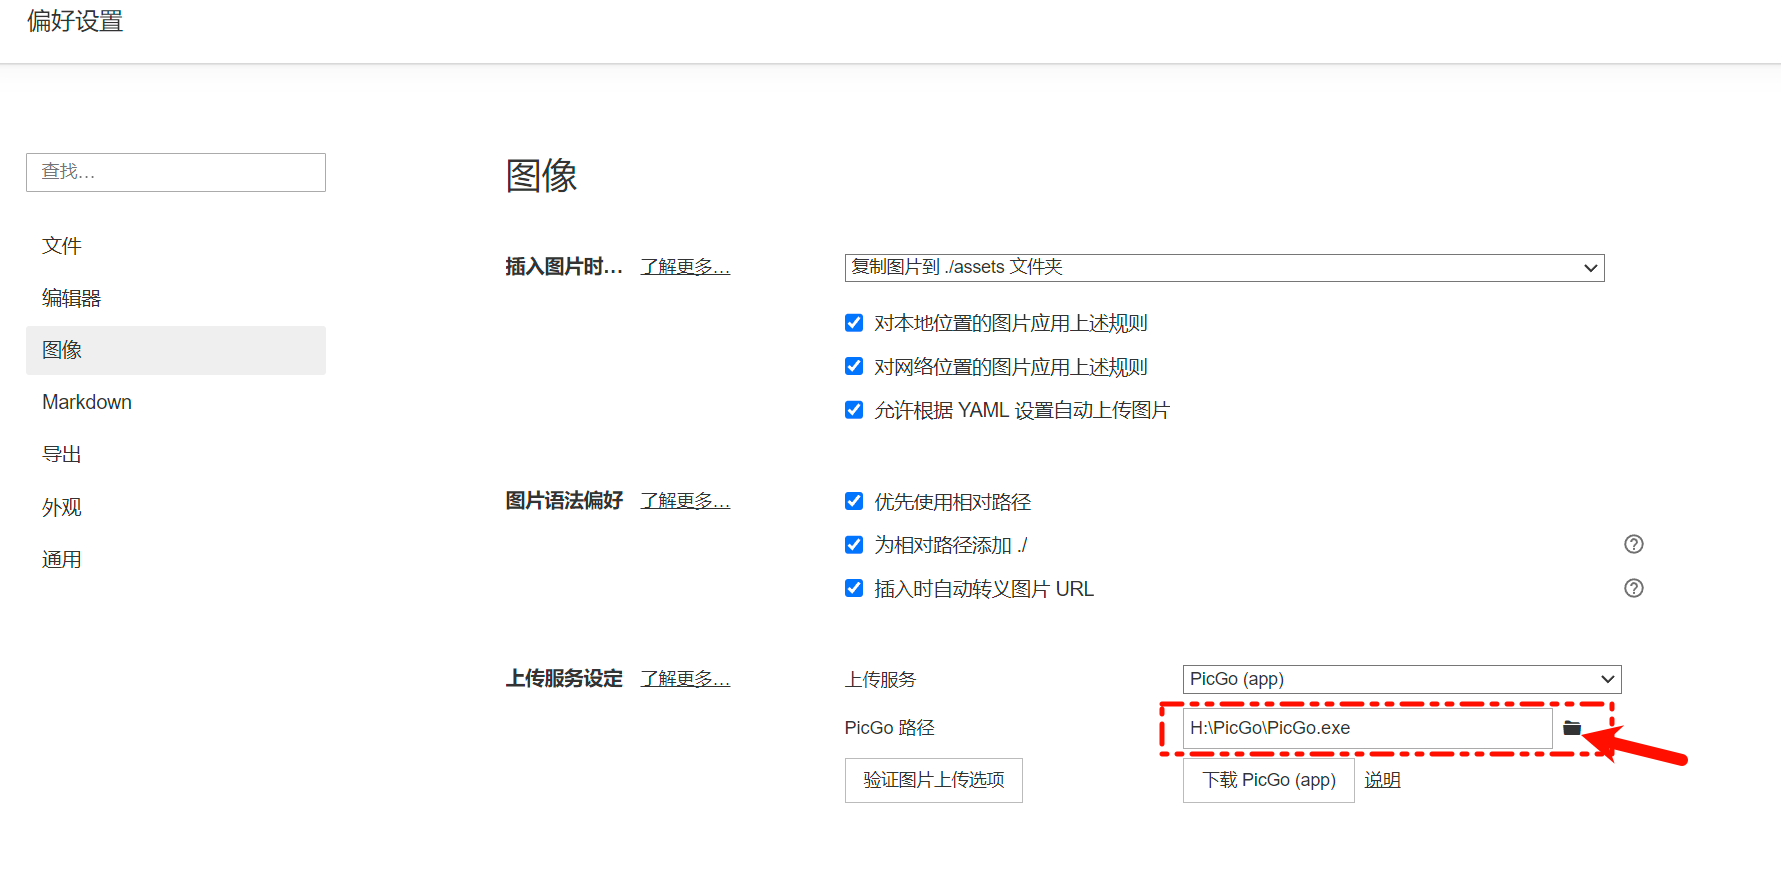 偏好设置
查找...
文件
编辑器
图像
Markdown
导出
外观
通用
图像
插入图片时... 了解更多... 复制图片到 ./assets 文件夹
对本地位置的图片应用上述规则
对网络位置的图片应用上述规则
允许根据 YAML 设置自动上传图片
图片语法偏好 了解更多... 优先使用相对路径
为相对路径添加 ./
插入时自动转义图片 URL
上传服务设定 了解更多... 上传服务 PicGo (app)
PicGo 路径 H:\PicGo\PicGo.exe
验证图片上传选项 下载 PicGo (app) 说明